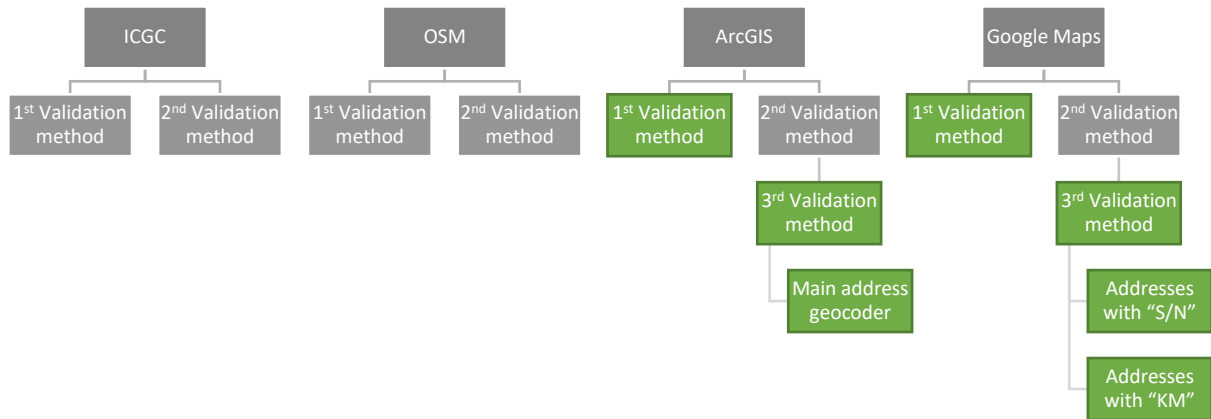 ICGC
OSM
ArcGIS
Google Maps
1st Validation
method
2nd Validation
method
1st Validation
method
2nd Validation
method
1st Validation
method
2nd Validation
method
1st Validation
method
2nd Validation
method
3rd Validation
method
3rd Validation
method
Main address
geocoder
Addresses
with “S/N”
Addresses
with “KM”